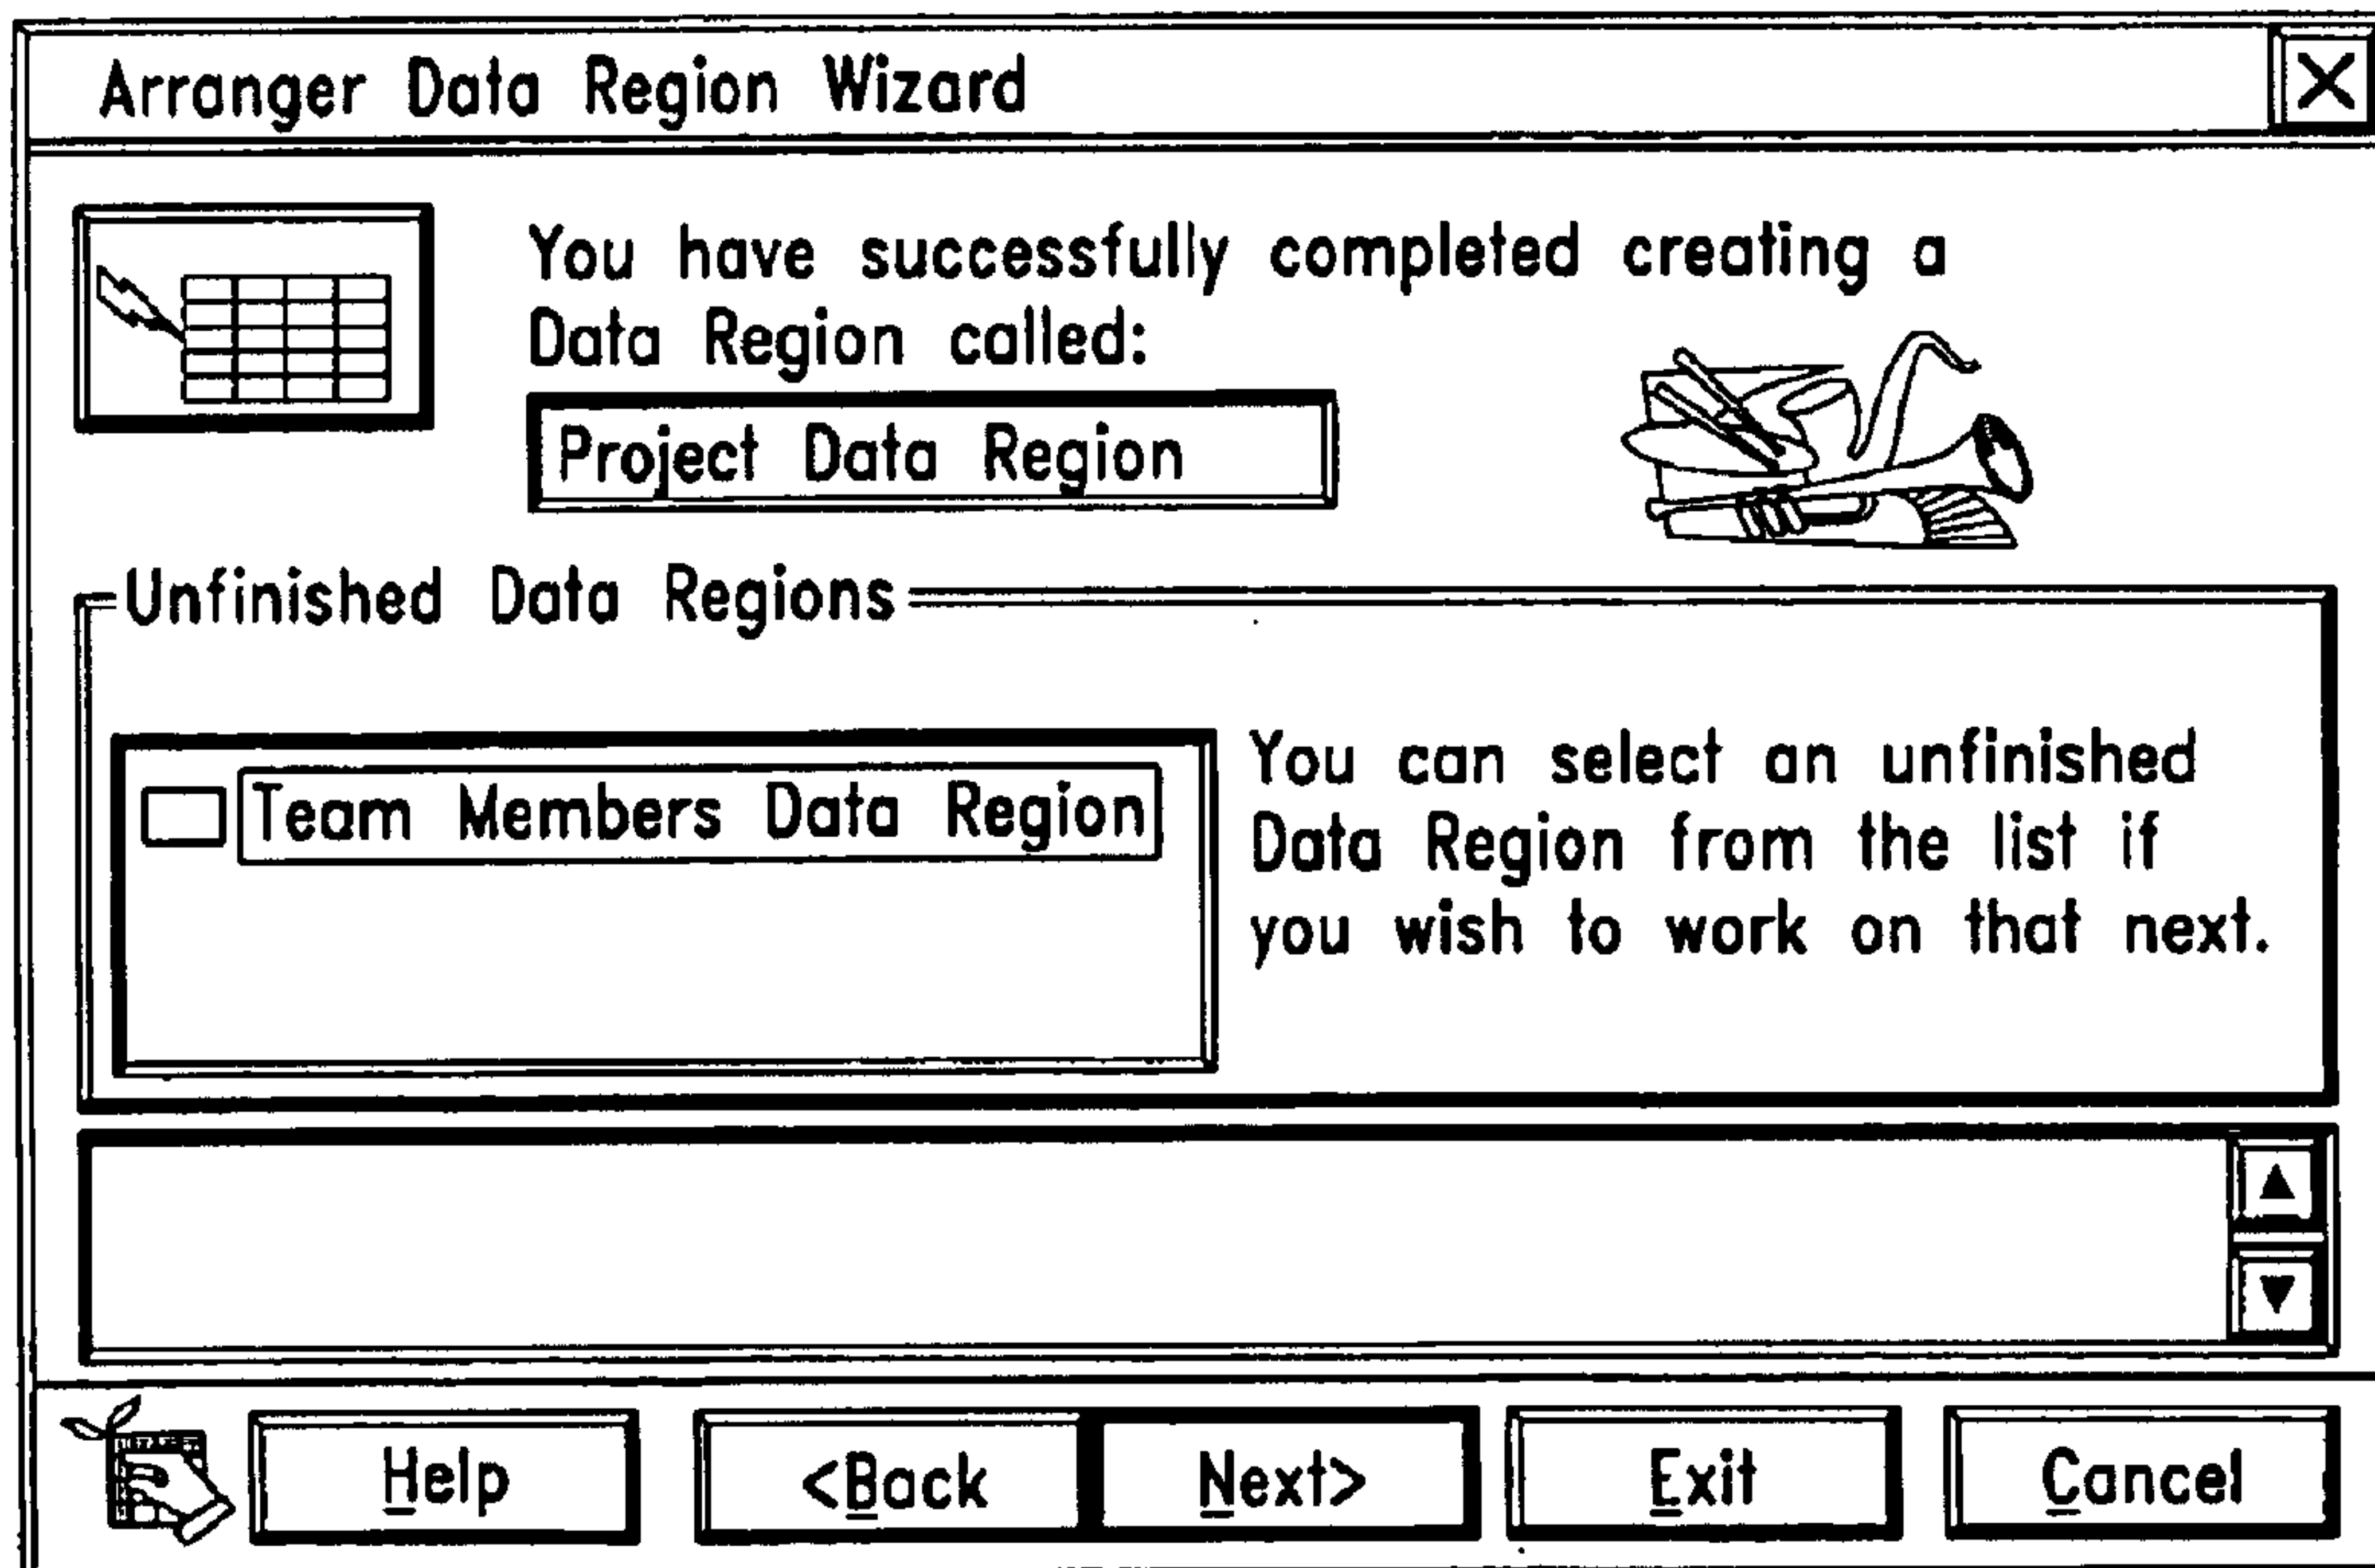 Arranger Data Region Wizard
You have successfully completed creating a
Data Region called:
Project Data Region
Unfinished Data Regions
Team Members Data Region
You can select an unfinished
Data Region from the list if
you wish to work on that next.
Help
<Back
Next>
Exit
Cancel